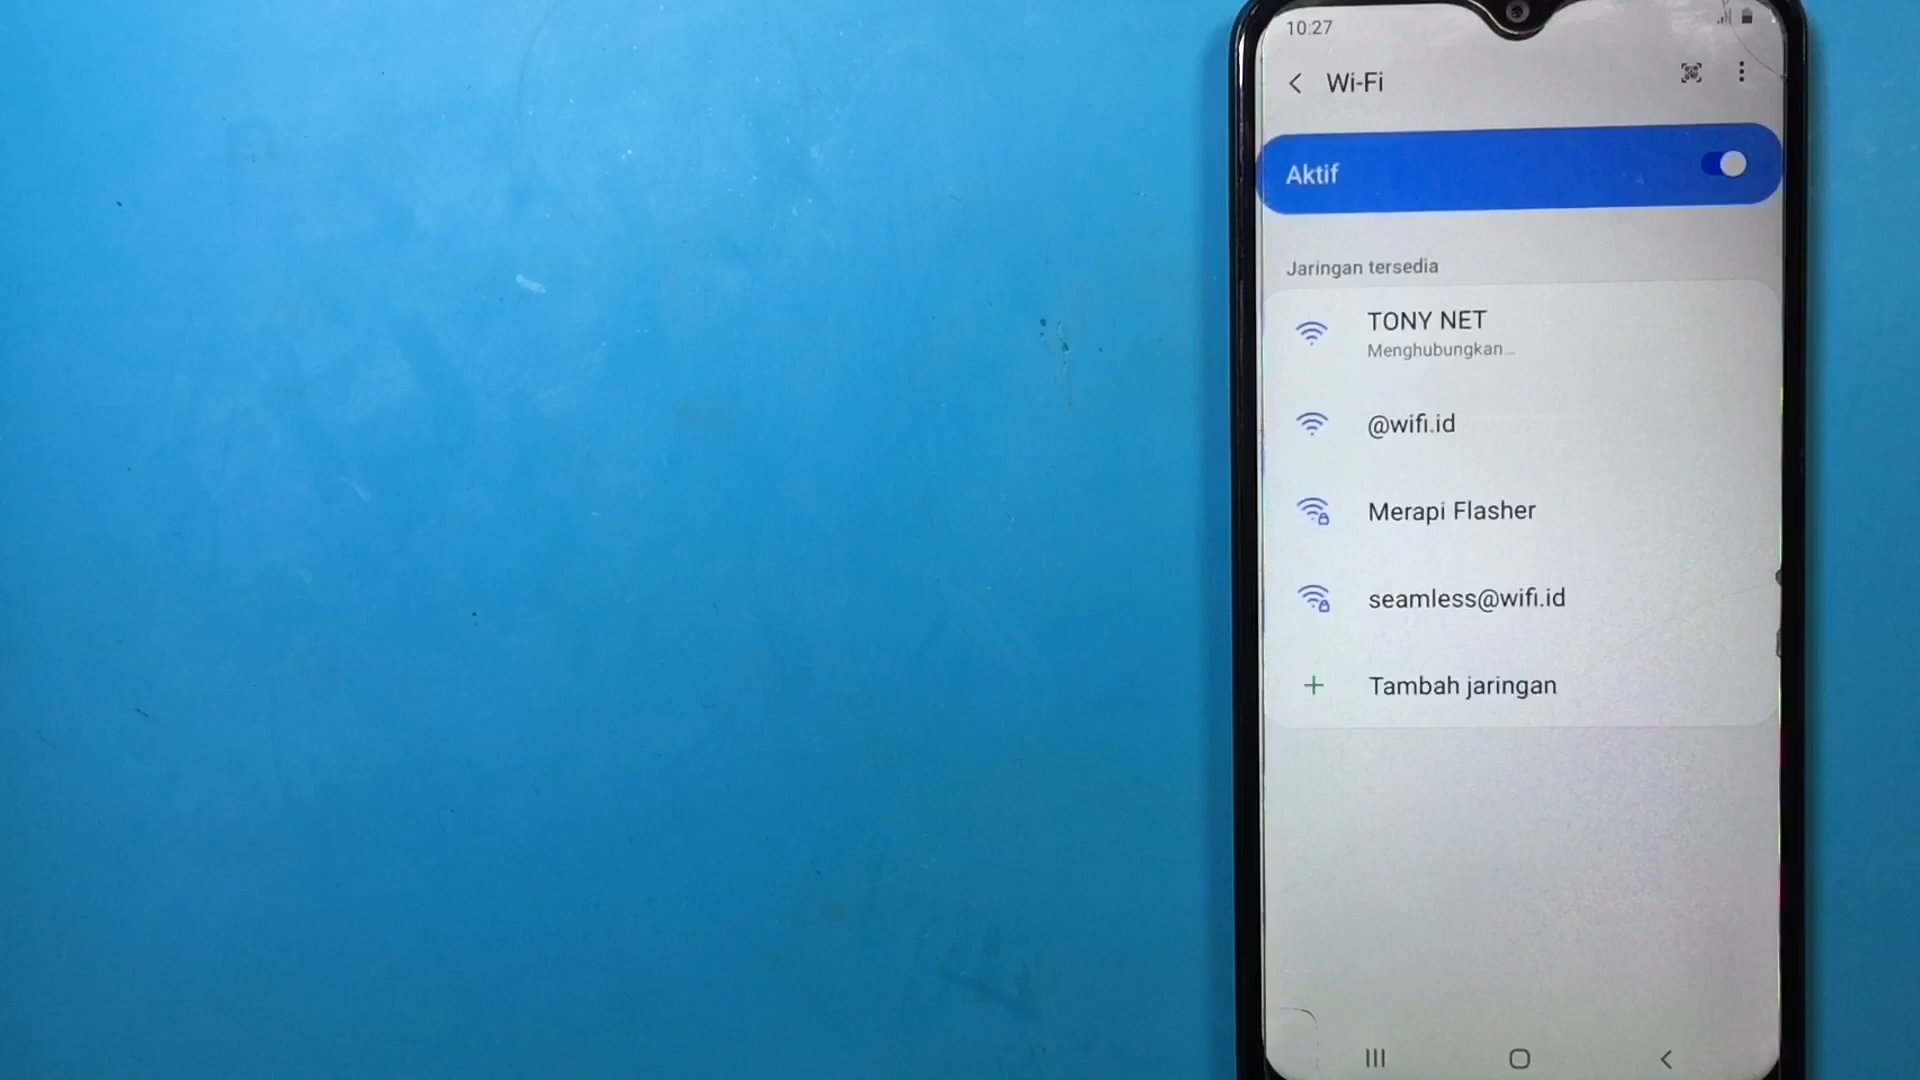 10:27
Wi-Fi
Aktif
Jaringan tersedia
TONY NET
Menghubungkan...
@wifi.id
Merapi Flasher
seamless@wifi.id
Tambah jaringan